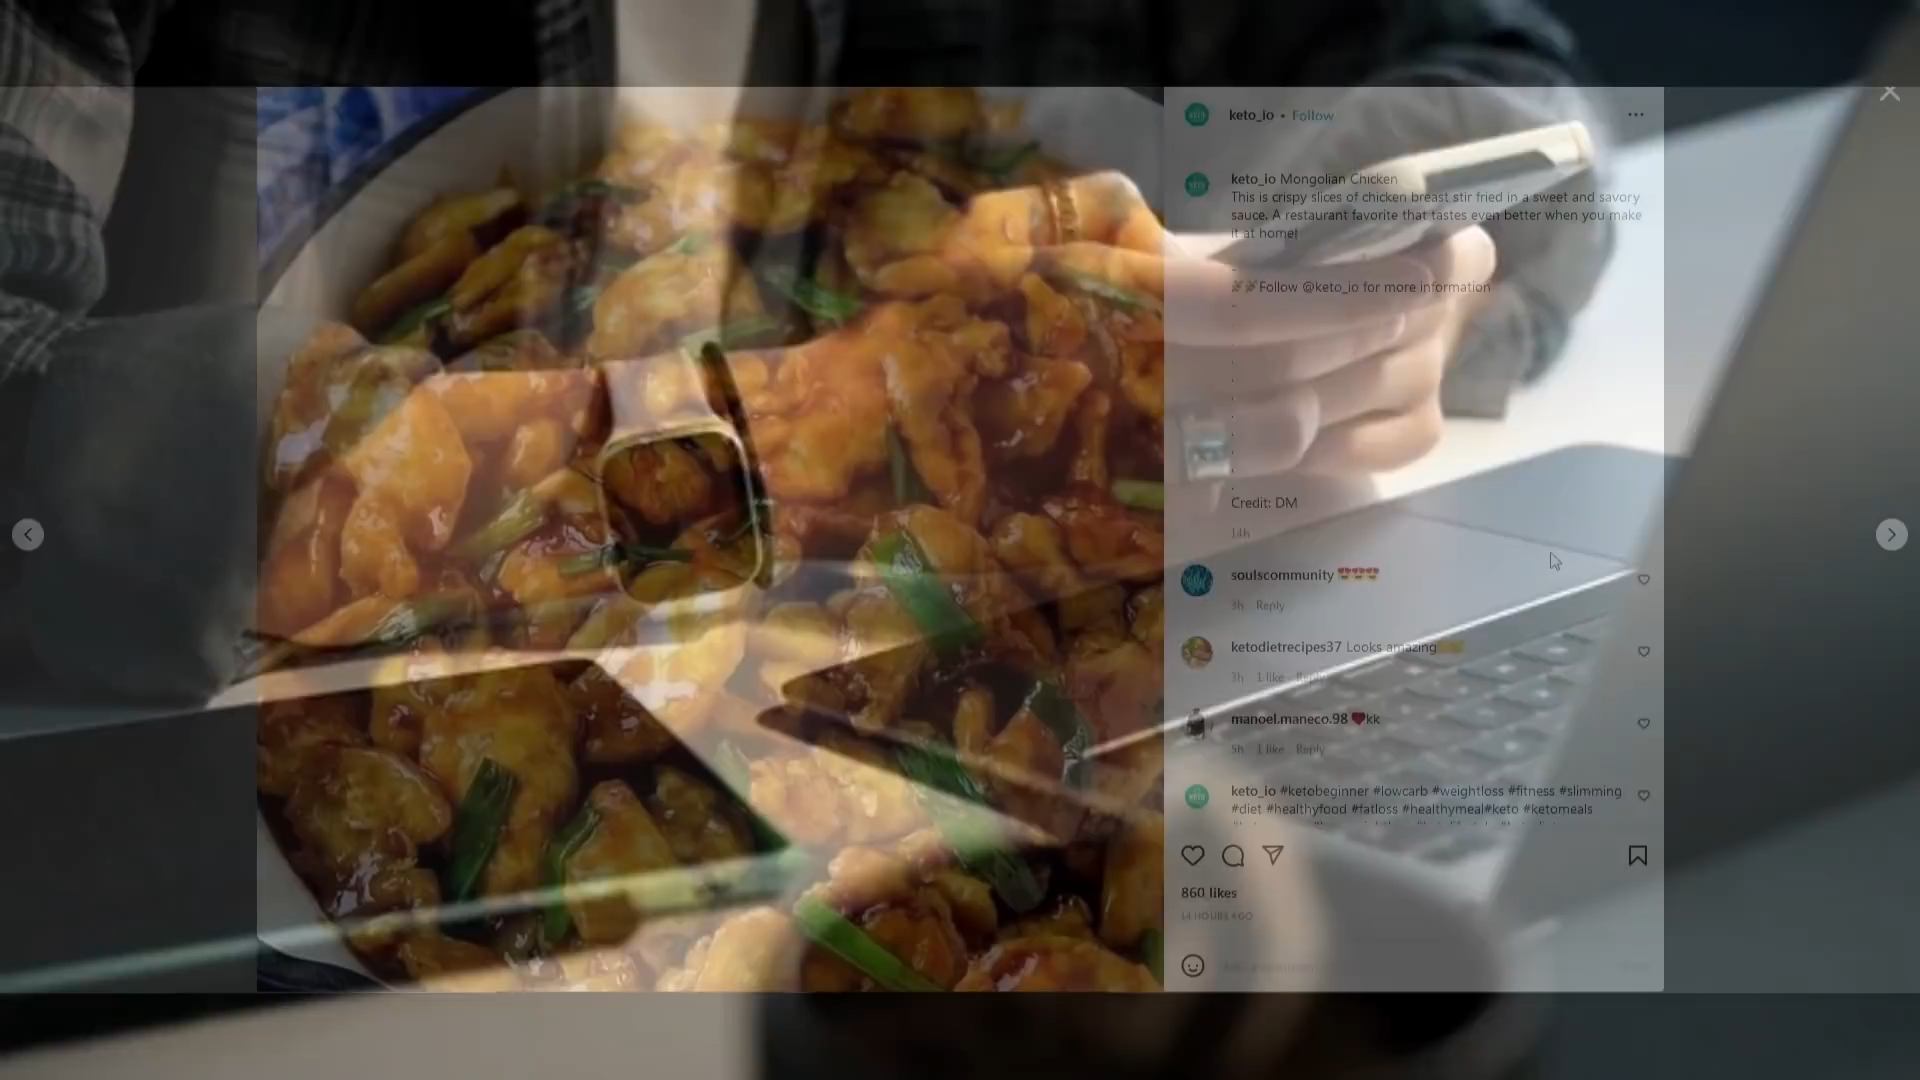 keto_io • Follow
keto_io Mongolian Chicken
This is crispy slices of chicken breast stir fried in a sweet and savory
sauce. A restaurant favorite that tastes even better when you make
it at home!
Follow @keto_io for more information
Credit: DM
14h
soulscommunity 😍😍😍
3h Reply
ketodietrecipes37 Looks amazing
3h 1 like Reply
manoel.maneco.98 ❤kk
5h 1 like Reply
keto_io #ketobeginner #lowcarb #weightloss #fitness #slimming
#diet #healthyfood #fatloss #healthymeal#keto #ketomeals
860 likes
14 HOURS AGO